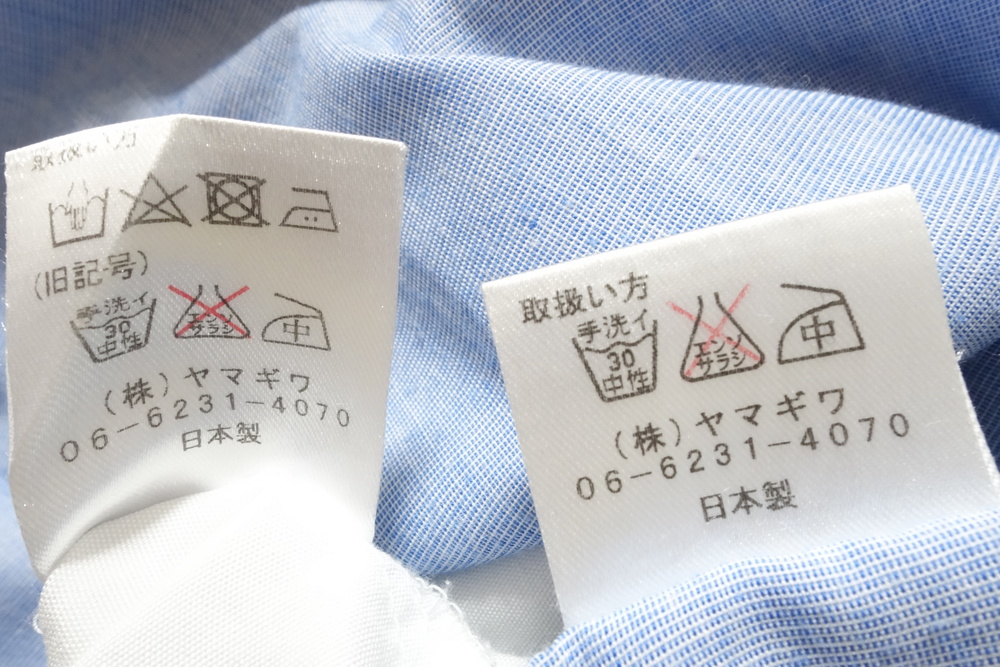 取扱い方
(旧記号)
手洗イ
30
中性
エンソ
サラシ
中
(株)ヤマギワ
06-6231-4070
日本製
取扱い方
手洗イ
30
中性
エンソ
サラシ
中
(株)ヤマギワ
06-6231-4070
日本製